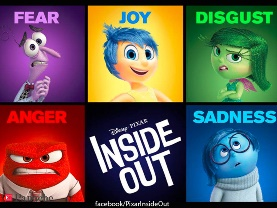 FEAR
JOY
DISGUST
ANGER
Disney · PIXAR
INSIDE
OUT
SADNESS
facebook/PixarInsideOut